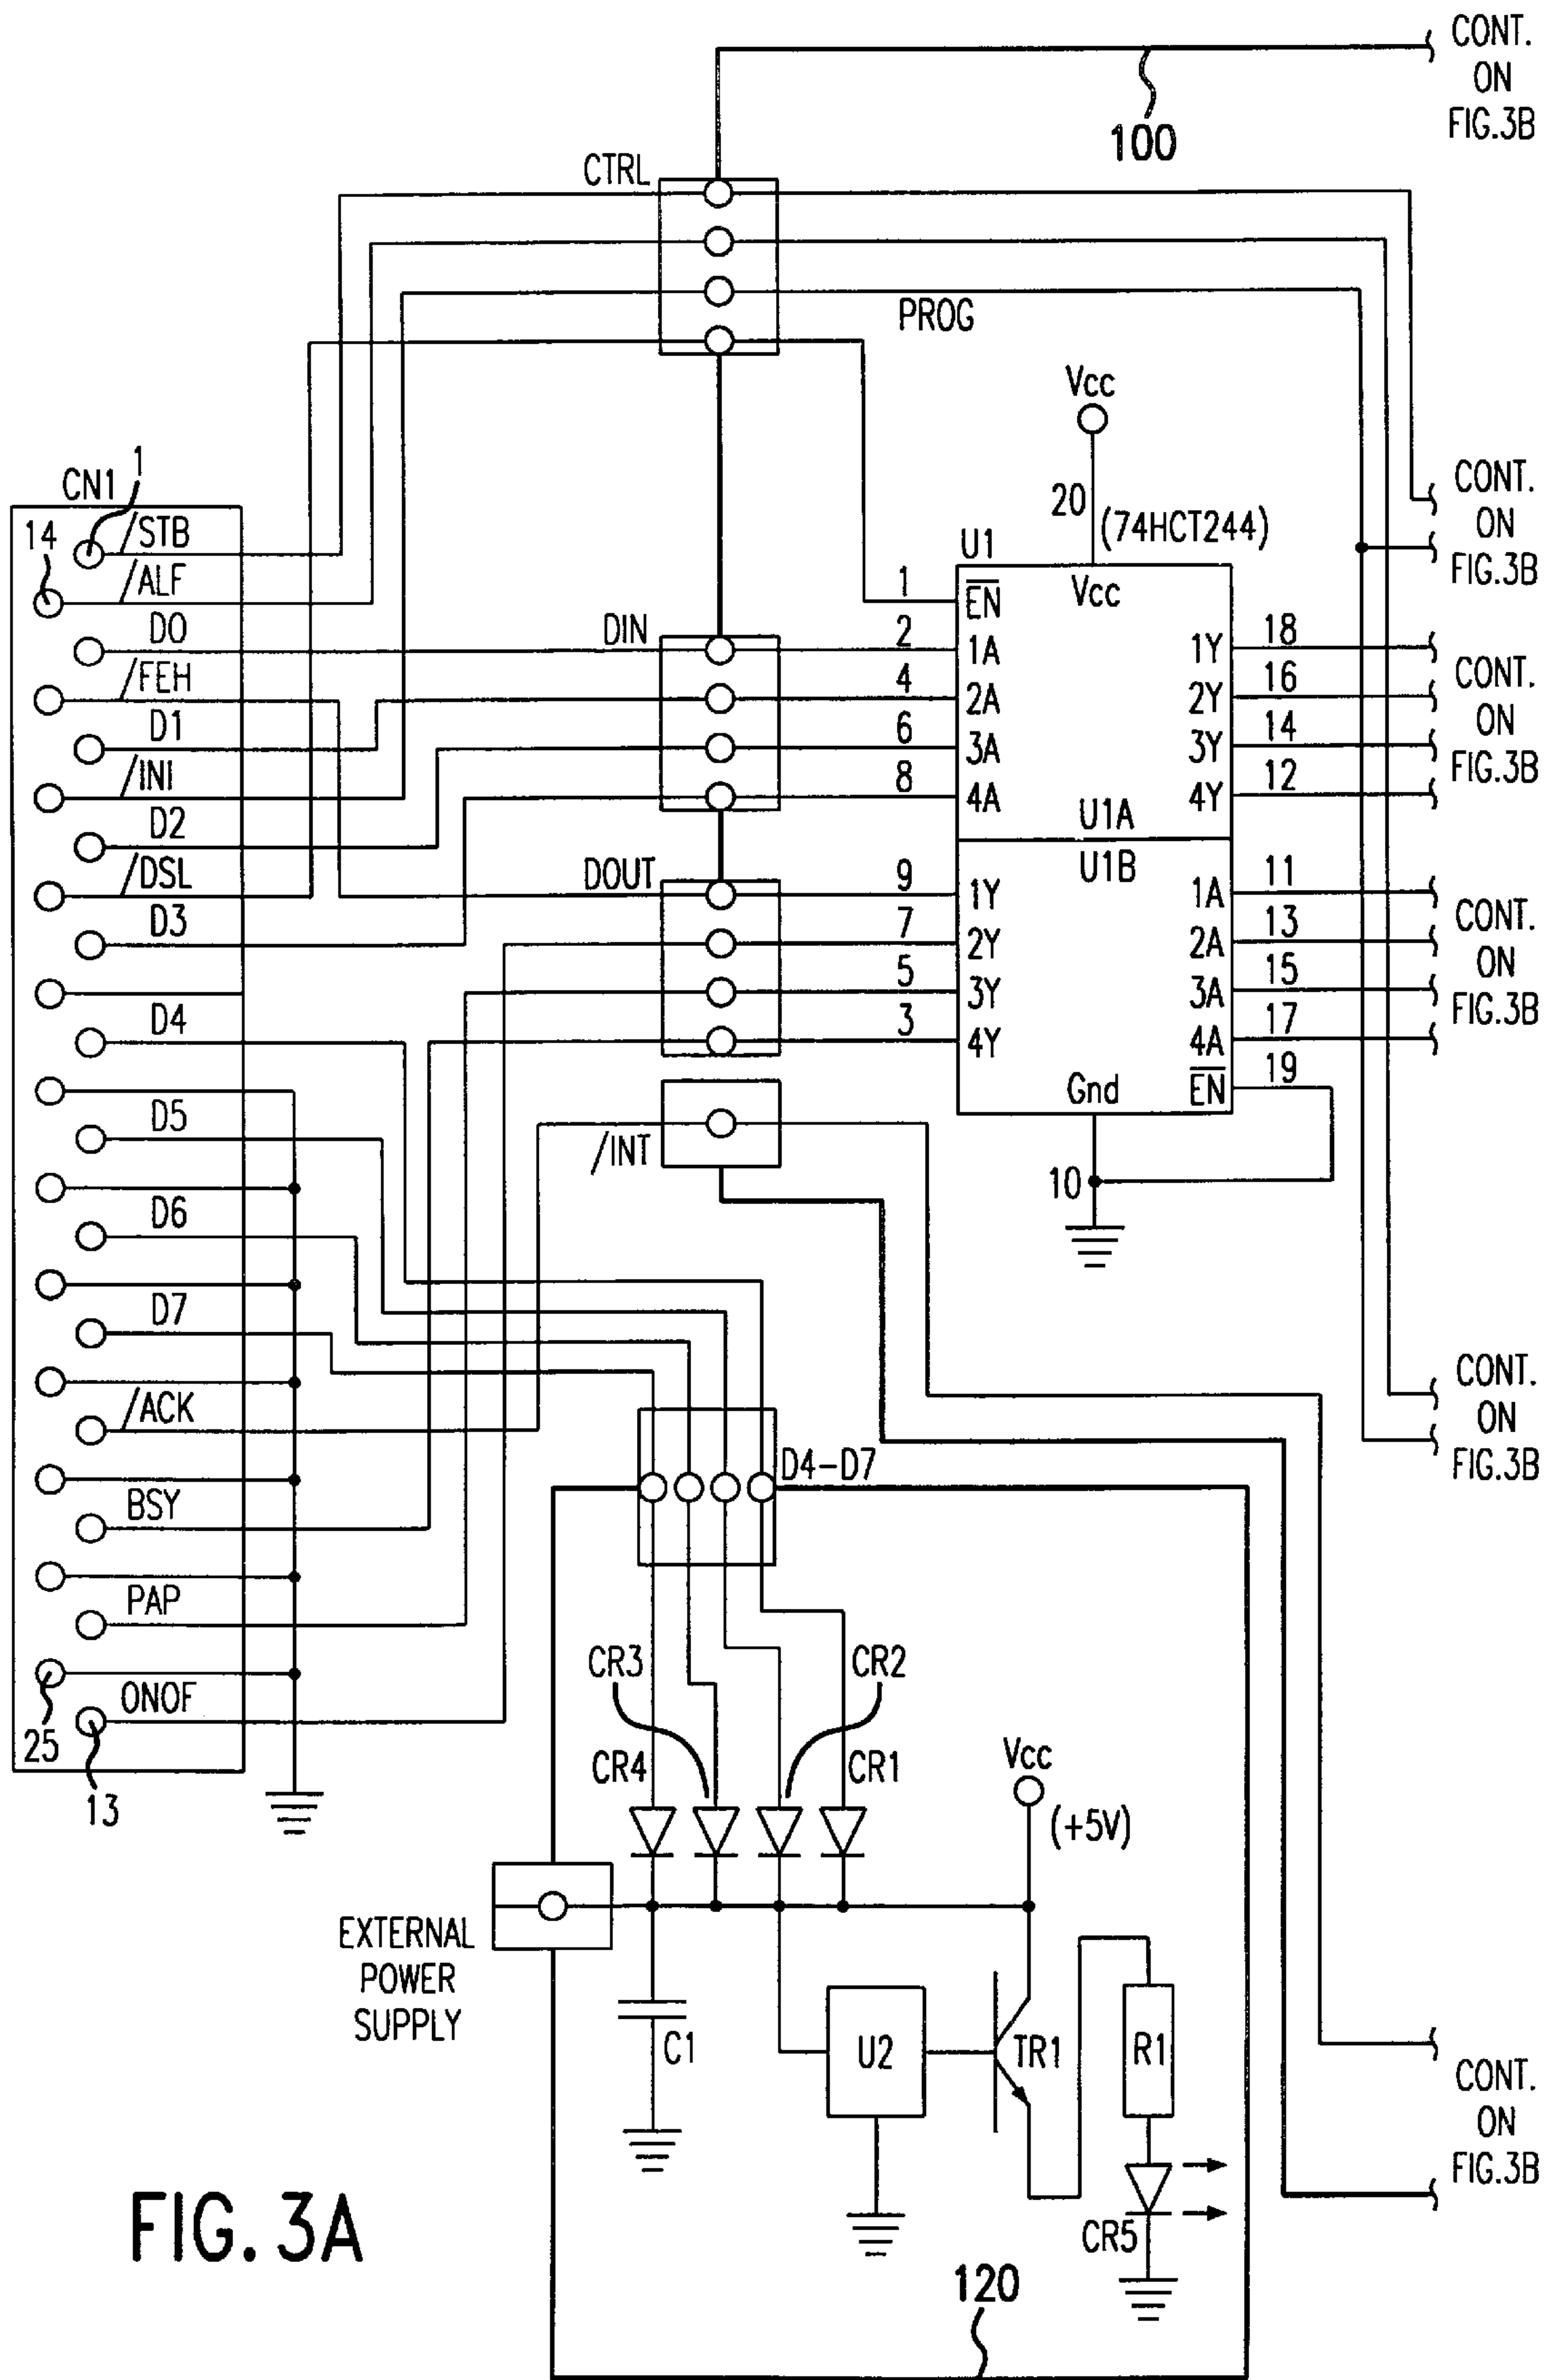 CONT.
ON
FIG.3B
100
CTRL
PROG
Vcc
20
(74HCT244)
U1
Vcc
CONT.
ON
FIG.3B
CN1
1
14
/STB
/ALF
D0
/FEH
D1
/INI
D2
/DSL
D3
D4
D5
D6
D7
/ACK
BSY
PAP
ONOF
25
13
DIN
DOUT
/INT
1
2
4
6
8
9
7
5
3
EN
1A
2A
3A
4A
U1A
U1B
1Y
2Y
3Y
4Y
1Y
2Y
3Y
4Y
1A
2A
3A
4A
EN
Gnd
10
18
16
14
12
11
13
15
17
19
CONT.
ON
FIG.3B
CONT.
ON
FIG.3B
CONT.
ON
FIG.3B
D4-D7
CR3
CR2
CR4
CR1
Vcc
(+5V)
EXTERNAL
POWER
SUPPLY
C1
U2
TR1
R1
CR5
CONT.
ON
FIG.3B
FIG. 3A
120